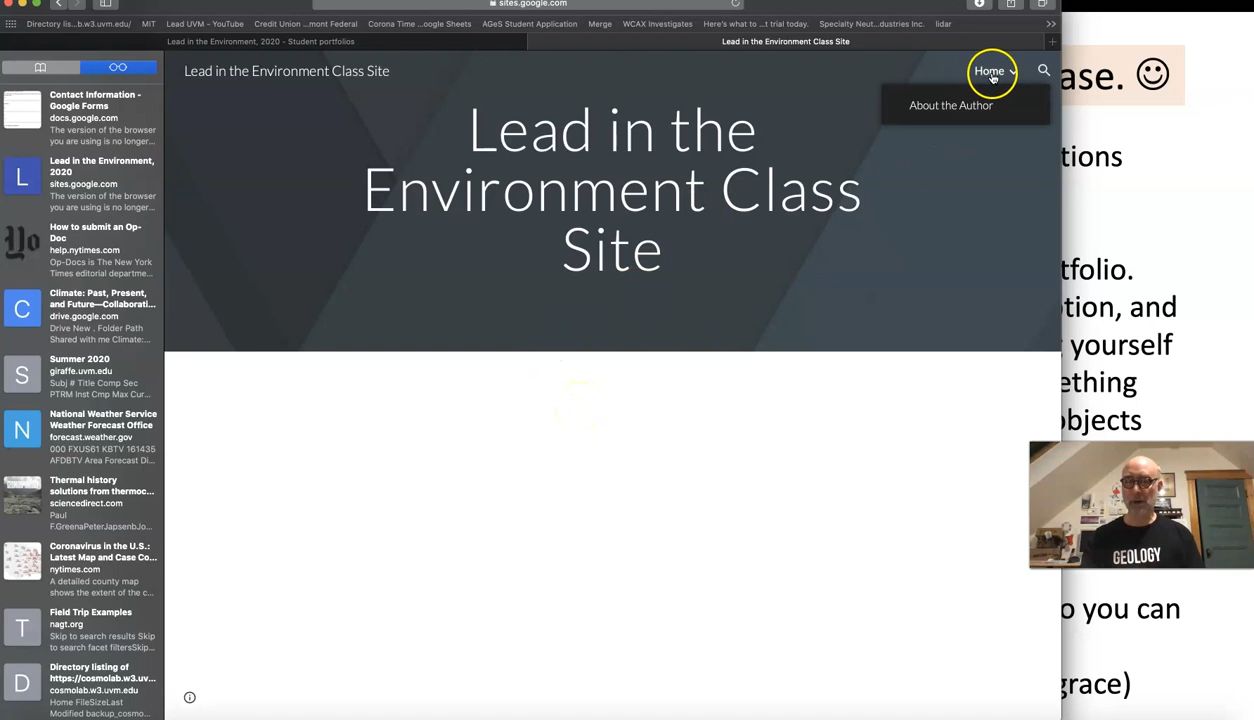 sites.google.com
Directory lis...b.w3.uvm.edu/ MIT Lead UVM - YouTube Credit Union ...mont Federal Corona Time ...oogle Sheets AGeS Student Application Merge WCAX Investigates Here's what to ...t trial today. Specialty Neut...dustries Inc. lidar
Lead in the Environment, 2020 - Student portfolios
Lead in the Environment Class Site
Contact Information -
Google Forms
docs.google.com
The version of the browser
you are using is no longer...
Lead in the Environment,
2020
sites.google.com
The version of the browser
you are using is no longer...
How to submit an Op-
Doc
help.nytimes.com
Op-Docs is The New York
Times editorial departme...
Climate: Past, Present,
and Future—Collaborati...
drive.google.com
Drive New . Folder Path
Shared with me Climate:...
Summer 2020
giraffe.uvm.edu
Subj # Title Comp Sec
PTRM Inst Cmp Max Cur...
National Weather Service
Weather Forecast Office
forecast.weather.gov
000 FXUS61 KBTV 161435
AFDBTV Area Forecast Di...
Thermal history
solutions from thermoc...
sciencedirect.com
Paul
F.GreenaPeterJapsenbJo...
Coronavirus in the U.S.:
Latest Map and Case Co...
nytimes.com
A detailed county map
shows the extent of the c...
Field Trip Examples
nagt.org
Skip to search results Skip
to search facet filtersSkip...
Directory listing of
https://cosmolab.w3.uv...
cosmolab.w3.uvm.edu
Home FileSizeLast
Modified backup_cosmo...
L
C
S
N
T
D
Lead in the Environment Class Site
Home
About the Author
Lead in the
Environment Class
Site
ase. ☺
tions
tfolio.
tion, and
yourself
ething
objects
GEOLOGY
o you can
grace)